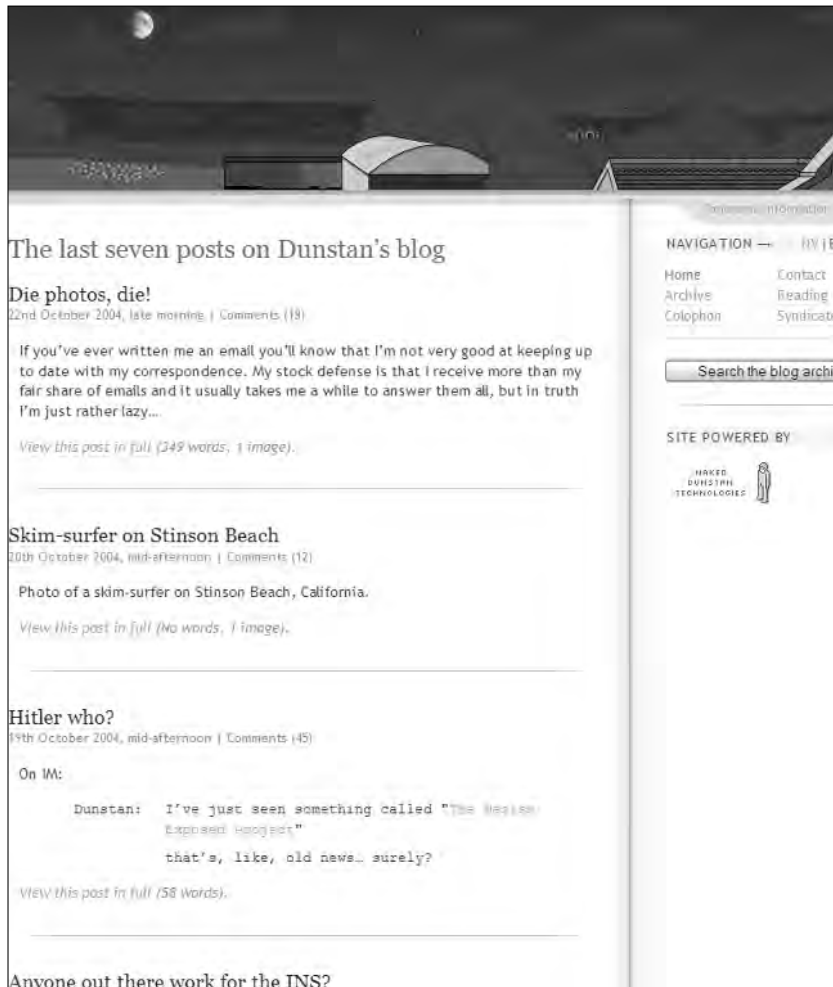 The last seven posts on Dunstan's blog
Die photos, die!
22nd October 2004, late morning | Comments (19)
If you've ever written me an email you'll know that I'm not very good at keeping up
to date with my correspondence. My stock defense is that I receive more than my
fair share of emails and it usually takes me a while to answer them all, but in truth
I'm just rather lazy…
View this post in full (349 words, 1 image).
Skim-surfer on Stinson Beach
20th October 2004, mid-afternoon | Comments (12)
Photo of a skim-surfer on Stinson Beach, California.
View this post in full (No words, 1 image).
Hitler who?
19th October 2004, mid-afternoon | Comments (45)
On IM:
Dunstan: I've just seen something called "The
Exposed "
that's, like, old news… surely?
View this post in full (58 words).
Anyone out there work for the INS?
information
NAVIGATION —
Home Contact
Archive Reading
Colophon Syndicate
Search the blog archi
SITE POWERED BY
NAKED
DUNSTAN
TECHNOLOGIES